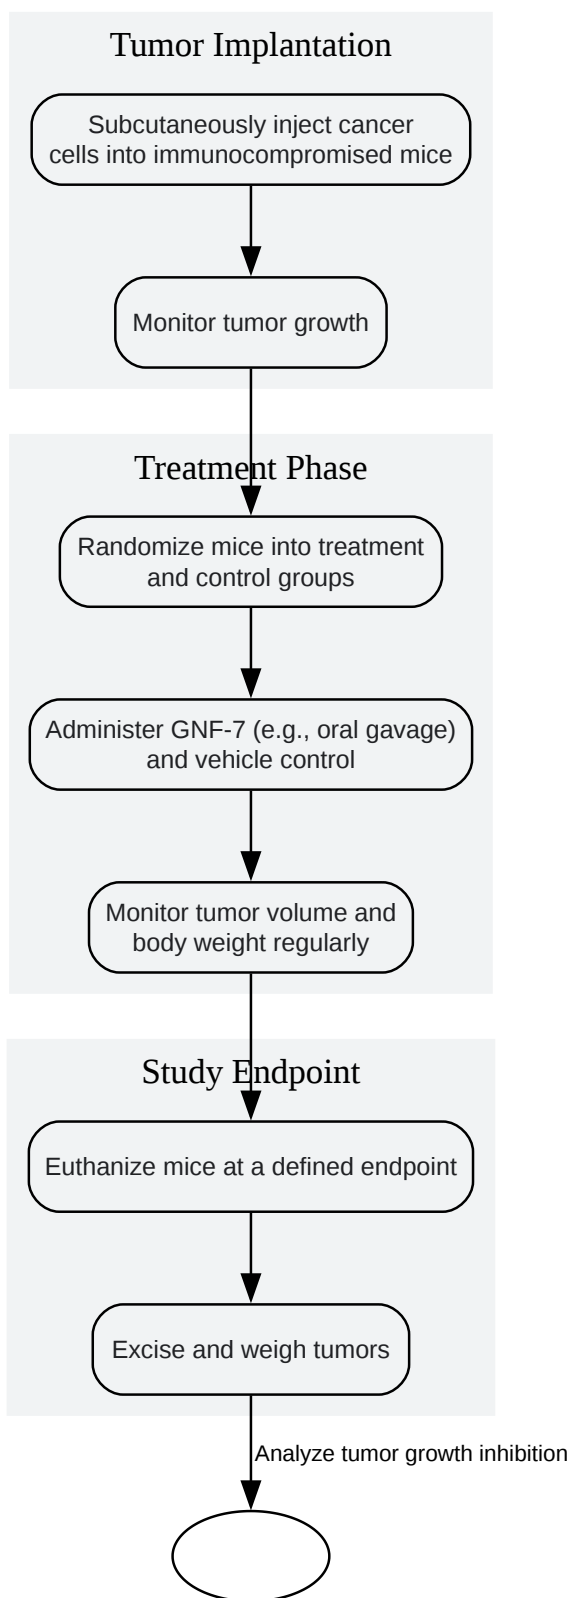 Tumor Implantation
Subcutaneously inject cancer
cells into immunocompromised mice
Monitor tumor growth
Treatment Phase
Randomize mice into treatment
and control groups
Administer GNF-7 (e.g., oral gavage)
and vehicle control
Monitor tumor volume and
body weight regularly
Study Endpoint
Euthanize mice at a defined endpoint
Excise and weigh tumors
Analyze tumor growth inhibition